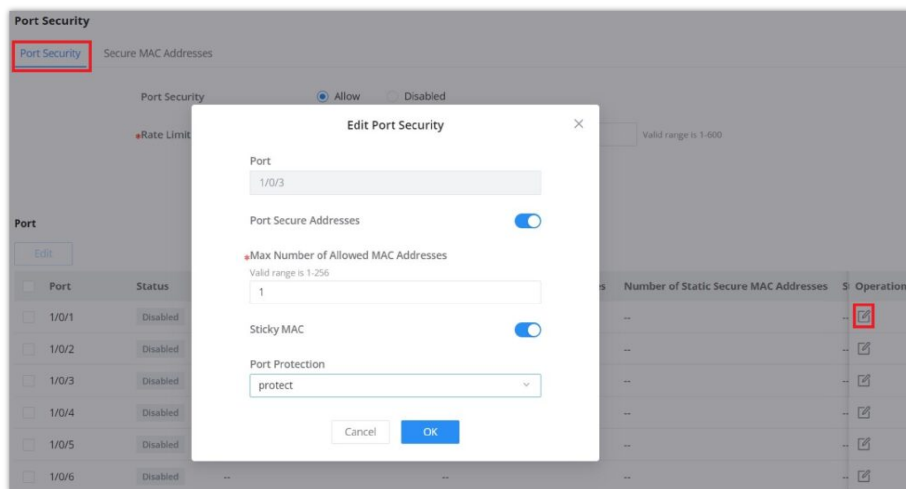 Port Security
Port Security Secure MAC Addresses
Port Security Allow Disabled
*Rate Limit Valid range is 1-600
Edit Port Security
Port
1/0/3
Port Secure Addresses
*Max Number of Allowed MAC Addresses
Valid range is 1-256
1
Sticky MAC
Port Protection
protect
Cancel OK
Port
Edit
Port Status Number of Static Secure MAC Addresses Operation
1/0/1 Disabled -- --
1/0/2 Disabled -- --
1/0/3 Disabled -- --
1/0/4 Disabled -- --
1/0/5 Disabled -- --
1/0/6 Disabled -- -- -- --